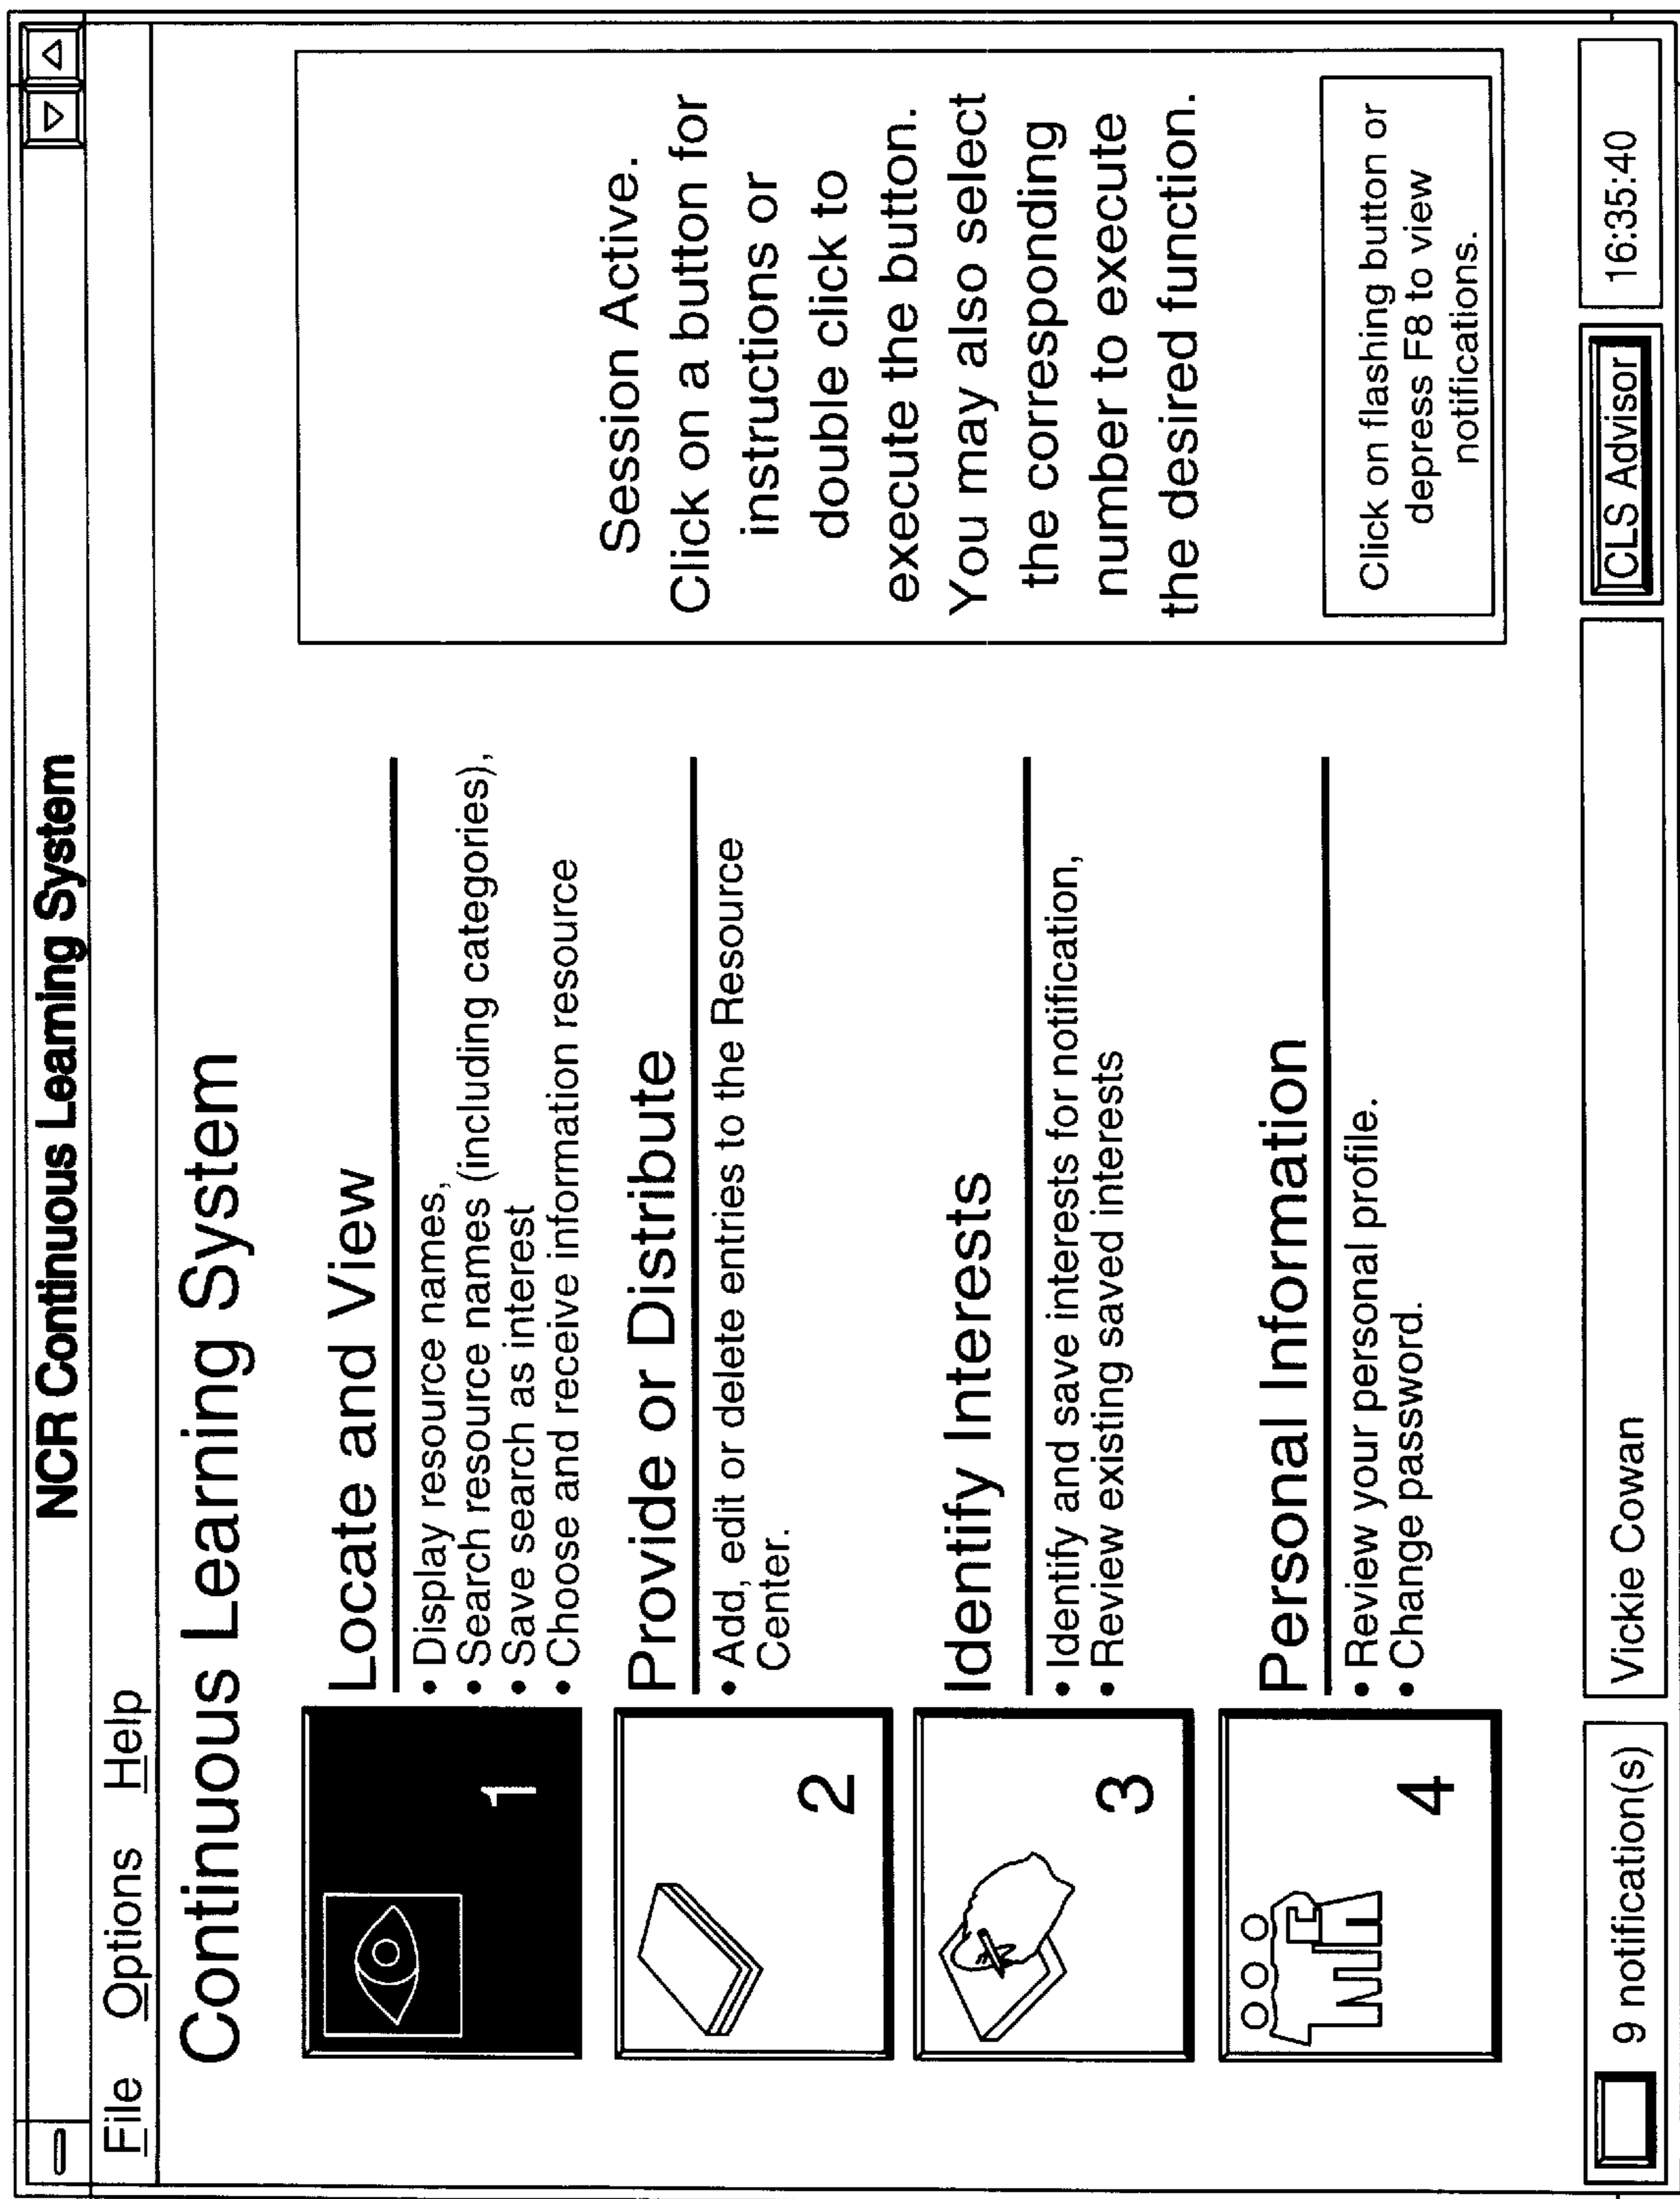 NCR Continuous Learning System
File Options Help
Continuous Learning System
1
Locate and View
• Display resource names,
• Search resource names (including categories),
• Save search as interest
• Choose and receive information resource
2
Provide or Distribute
• Add, edit or delete entries to the Resource
Center.
3
Identify Interests
• Identify and save interests for notification,
• Review existing saved interests
4
Personal Information
• Review your personal profile.
• Change password.
Session Active.
Click on a button for
instructions or
double click to
execute the button.
You may also select
the corresponding
number to execute
the desired function.
Click on flashing button or
depress F8 to view
notifications.
9 notification(s)
Vickie Cowan
CLS Advisor
16:35:40